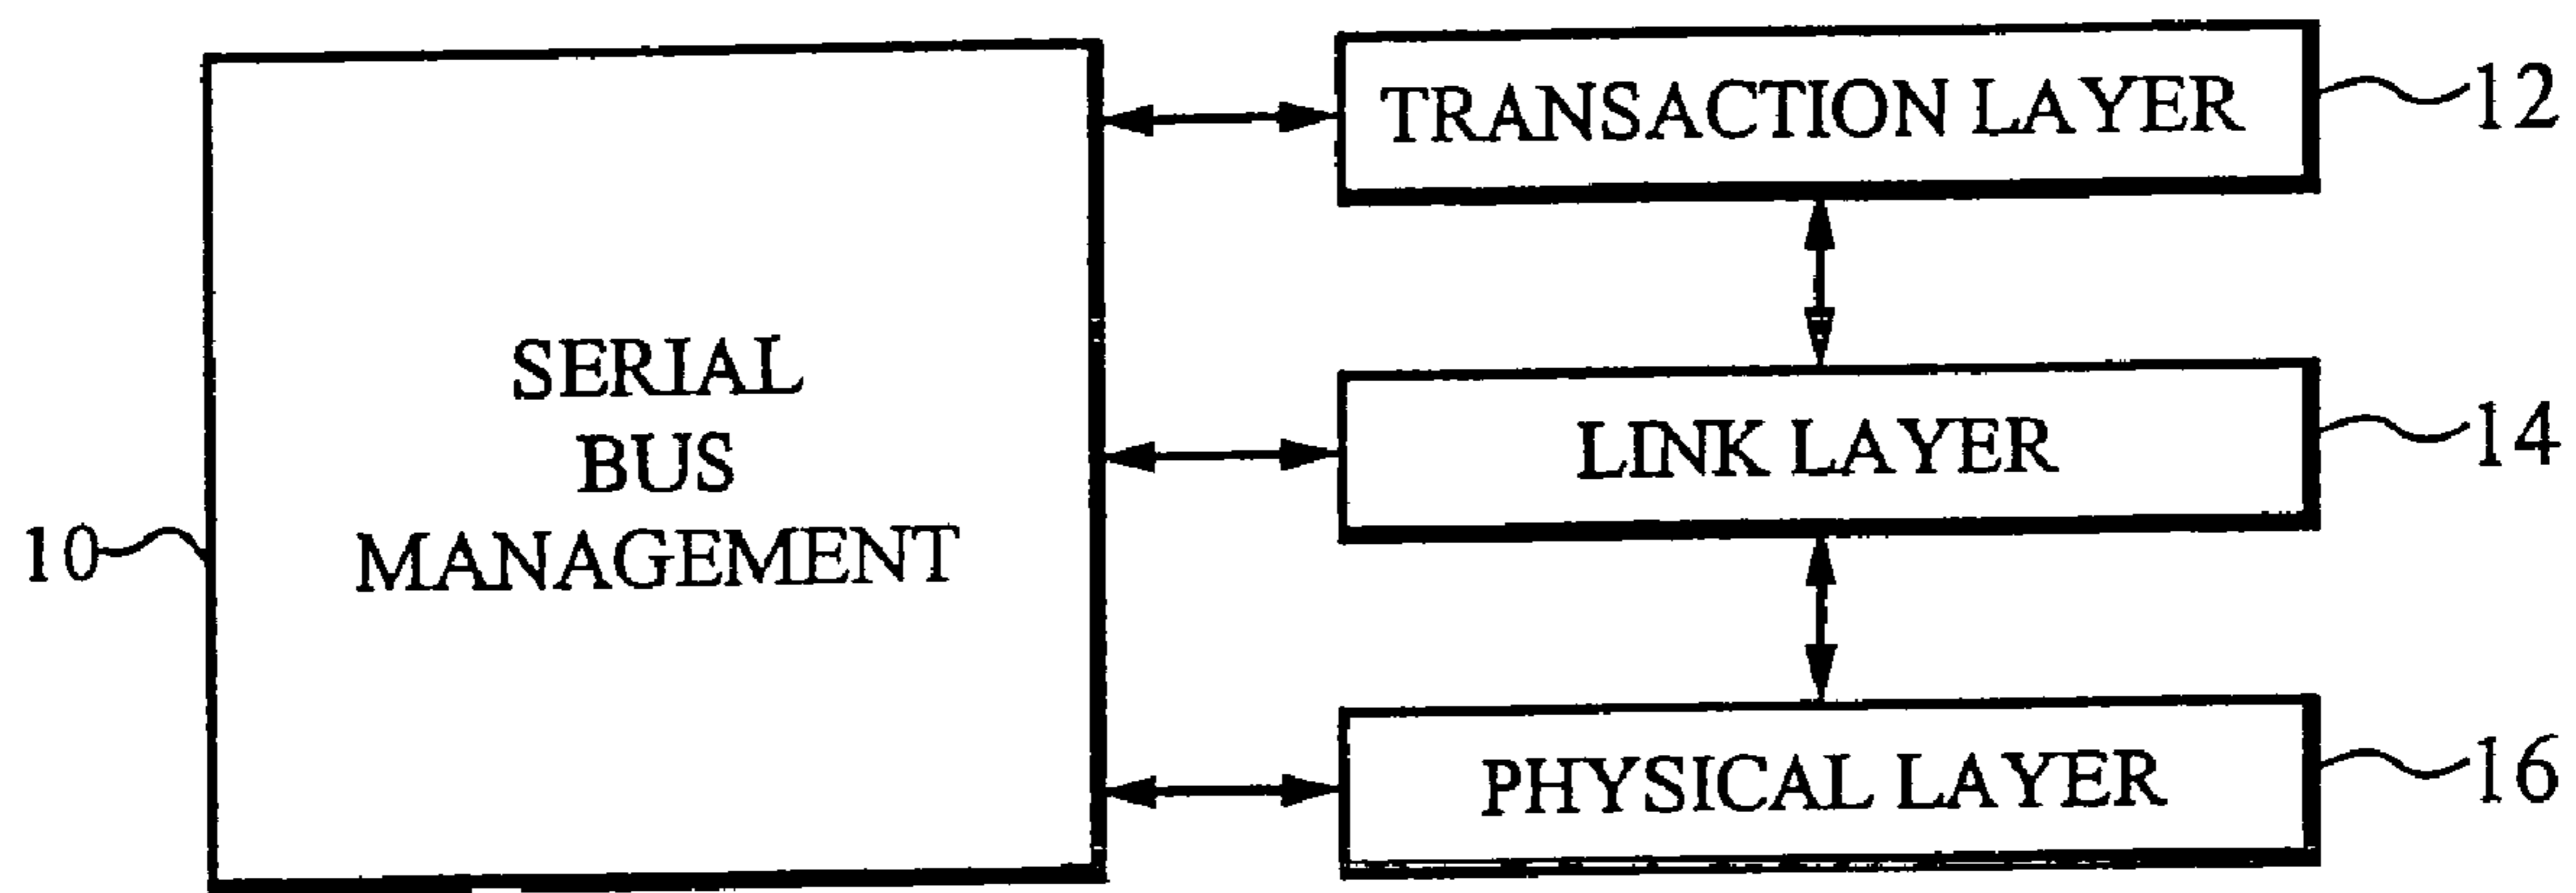 TRANSACTION LAYER
12
SERIAL
BUS
MANAGEMENT
10
LINK LAYER
14
PHYSICAL LAYER
16